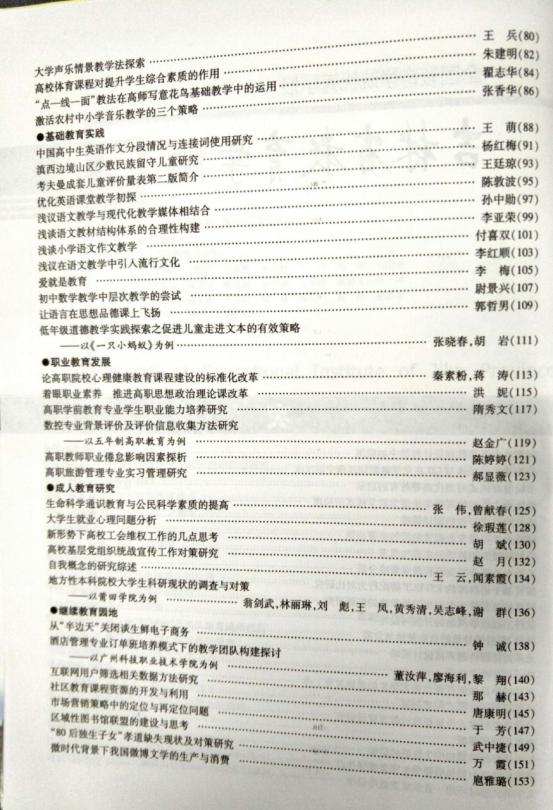 大学声乐情景教学法探索 …… 王 兵(80)
高校体育课程对提升学生综合素质的作用 …… 朱建明(82)
“点—线—面”教法在高师写意花鸟基础教学中的运用 …… 翟志华(84)
激活农村中小学音乐教学的三个策略 …… 张香华(86)
●基础教育实践
中国高中生英语作文分段情况与连接词使用研究 …… 王 萌(88)
滇西边境山区少数民族留守儿童研究 …… 杨红梅(91)
考夫曼成套儿童评价量表第二版简介 …… 王廷琼(93)
优化英语课堂教学初探 …… 陈敦波(95)
浅议语文教学与现代化教学媒体相结合 …… 孙中勋(97)
浅谈语文教材结构体系的合理性构建 …… 李亚荣(99)
浅谈小学语文作文教学 …… 付喜双(101)
浅议在语文教学中引入流行文化 …… 李红顺(103)
爱就是教育 …… 李 梅(105)
初中数学教学中层次教学的尝试 …… 尉景兴(107)
让语言在思想品德课上飞扬 …… 郭哲男(109)
低年级道德教学实践探索之促进儿童走进文本的有效策略
——以《一只小蚂蚁》为例 …… 张晓春,胡 岩(111)
●职业教育发展
论高职院校心理健康教育课程建设的标准化改革 …… 秦素粉,蒋 涛(113)
着眼职业素养 推进高职思想政治理论课改革 …… 洪 妮(115)
高职学前教育专业学生职业能力培养研究 …… 隋秀文(117)
数控专业背景评价及评价信息收集方法研究
——以五年制高职教育为例 …… 赵金广(119)
高职教师职业倦怠影响因素探析 …… 陈婷婷(121)
高职旅游管理专业实习管理研究 …… 郝显薇(123)
●成人教育研究
生命科学通识教育与公民科学素质的提高 …… 张 伟,曾献春(125)
大学生就业心理问题分析 …… 徐瑕莲(128)
新形势下高校工会维权工作的几点思考 …… 胡 斌(130)
高校基层党组织统战宣传工作对策研究 …… 赵 月(132)
自我概念的研究综述 …… 王 云,闻素霞(134)
地方性本科院校大学生科研现状的调查与对策
——以莆田学院为例 …… 翁剑武,林丽琳,刘 彪,王 凤,黄秀清,吴志峰,谢 群(136)
●继续教育园地
从“半边天”关闭谈生鲜电子商务 …… 钟 诚(138)
酒店管理专业订单班培养模式下的教学团队构建探讨
——以广州科技职业技术学院为例 …… 董汝萍,廖海利,黎 翔(140)
互联网用户筛选相关数据方法研究 …… 那 赫(143)
社区教育课程资源的开发与利用 …… 唐康明(145)
市场营销策略中的定位与再定位问题 …… 于 芳(147)
区域性图书馆联盟的建设与思考 …… 武中捷(149)
“80后独生子女”孝道缺失现状及对策研究 …… 万 霞(151)
微时代背景下我国微博文学的生产与消费 …… 扈雅璐(153)